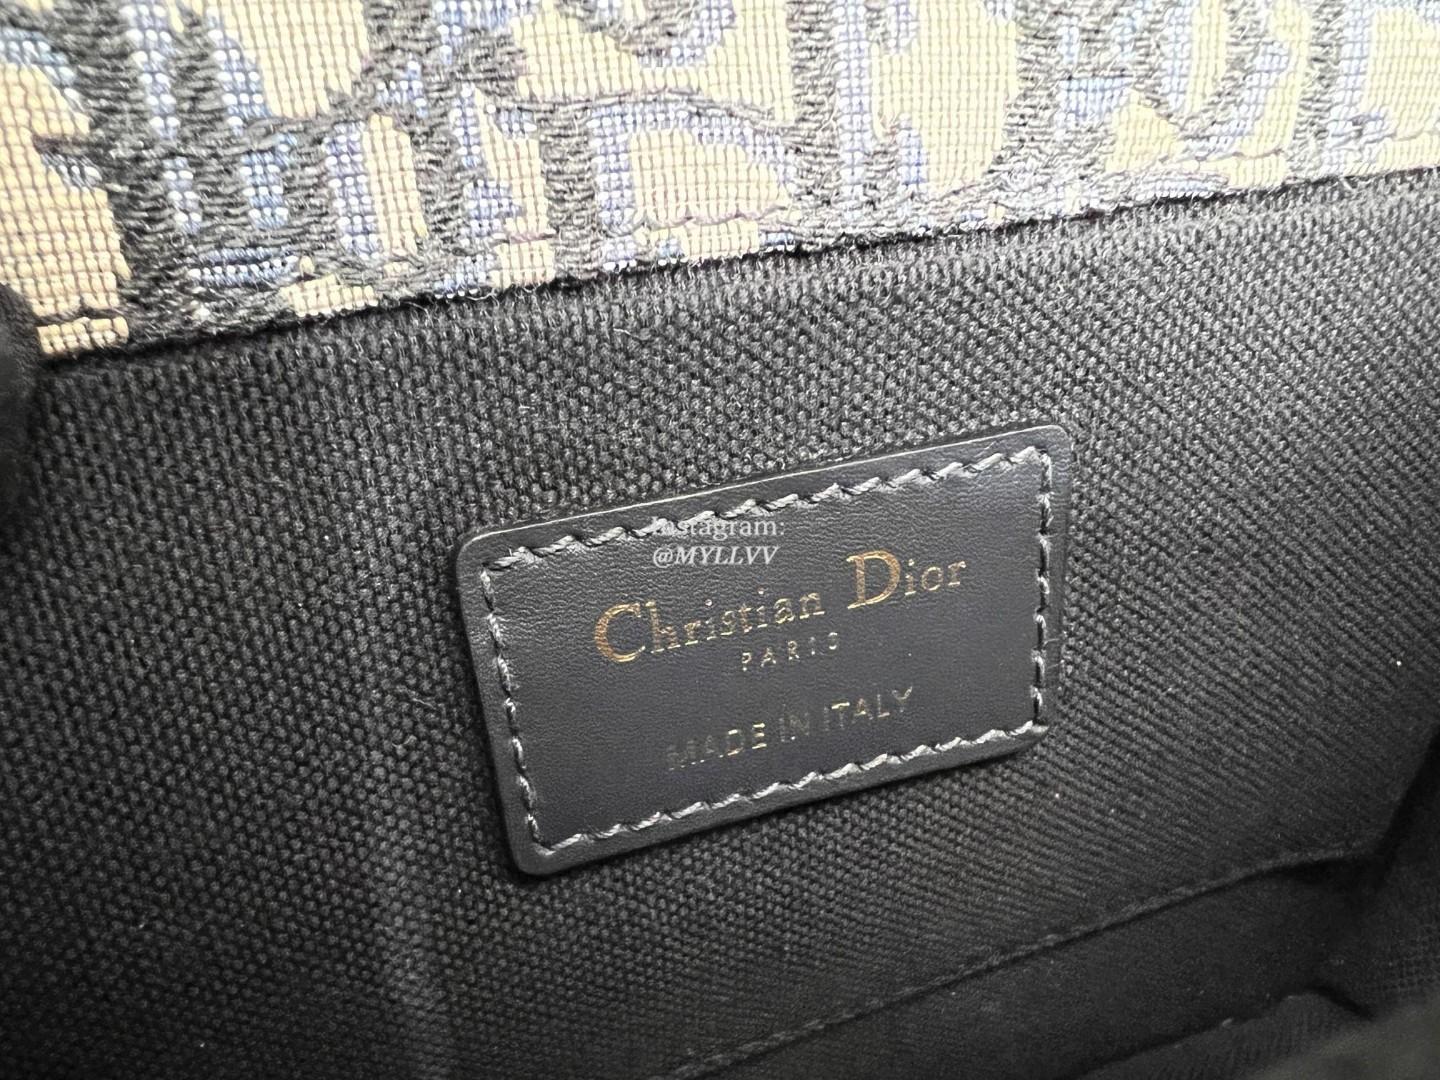 Instagram:
@MYLLVV
Christian Dior
PARIS
MADE IN ITALY